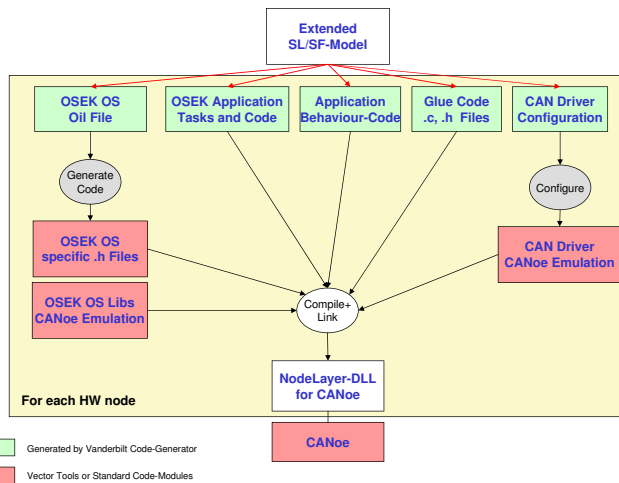 Extended
SL/SF-Model
OSEK OS
Oil File
OSEK Application
Tasks and Code
Application
Behaviour-Code
Glue Code
.c, .h Files
CAN Driver
Configuration
Generate
Code
Configure
OSEK OS
specific .h Files
CAN Driver
CANoe Emulation
OSEK OS Libs
CANoe Emulation
Compile+
Link
NodeLayer-DLL
for CANoe
For each HW node
CANoe
Generated by Vanderbilt Code-Generator
Vector Tools or Standard Code-Modules